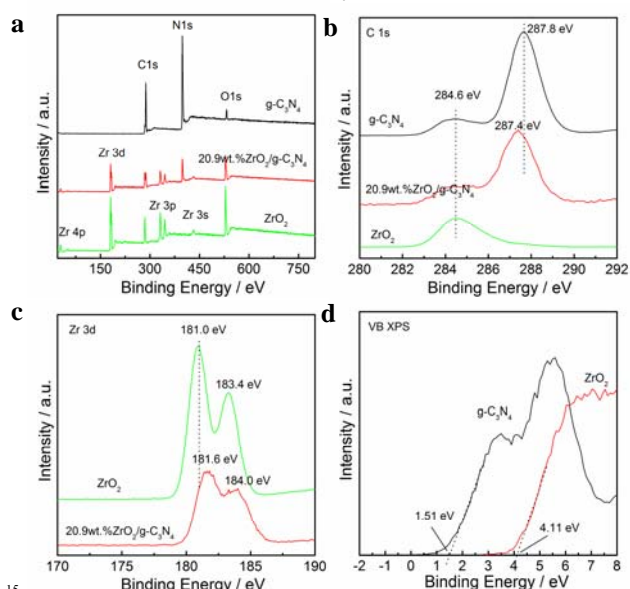 a
N1s
C1s
O1s
g-C₃N₄
Zr 3d
20.9wt.%ZrO₂/g-C₃N₄
Zr 3p
Zr 4p
Zr 3s
ZrO₂
Intensity / a.u.
150 300 450 600 750
Binding Energy / eV
b
C 1s
287.8 eV
284.6 eV
g-C₃N₄
287.4 eV
20.9wt.%ZrO₂/g-C₃N₄
ZrO₂
Intensity / a.u.
280 282 284 286 288 290 292
Binding Energy / eV
c
Zr 3d
181.0 eV
183.4 eV
ZrO₂
181.6 eV
184.0 eV
20.9wt.%ZrO₂/g-C₃N₄
Intensity / a.u.
170 175 180 185 190
Binding Energy / eV
d
VB XPS
ZrO₂
g-C₃N₄
1.51 eV
4.11 eV
Intensity / a.u.
-2 -1 0 1 2 3 4 5 6 7 8
Binding Energy / eV
15